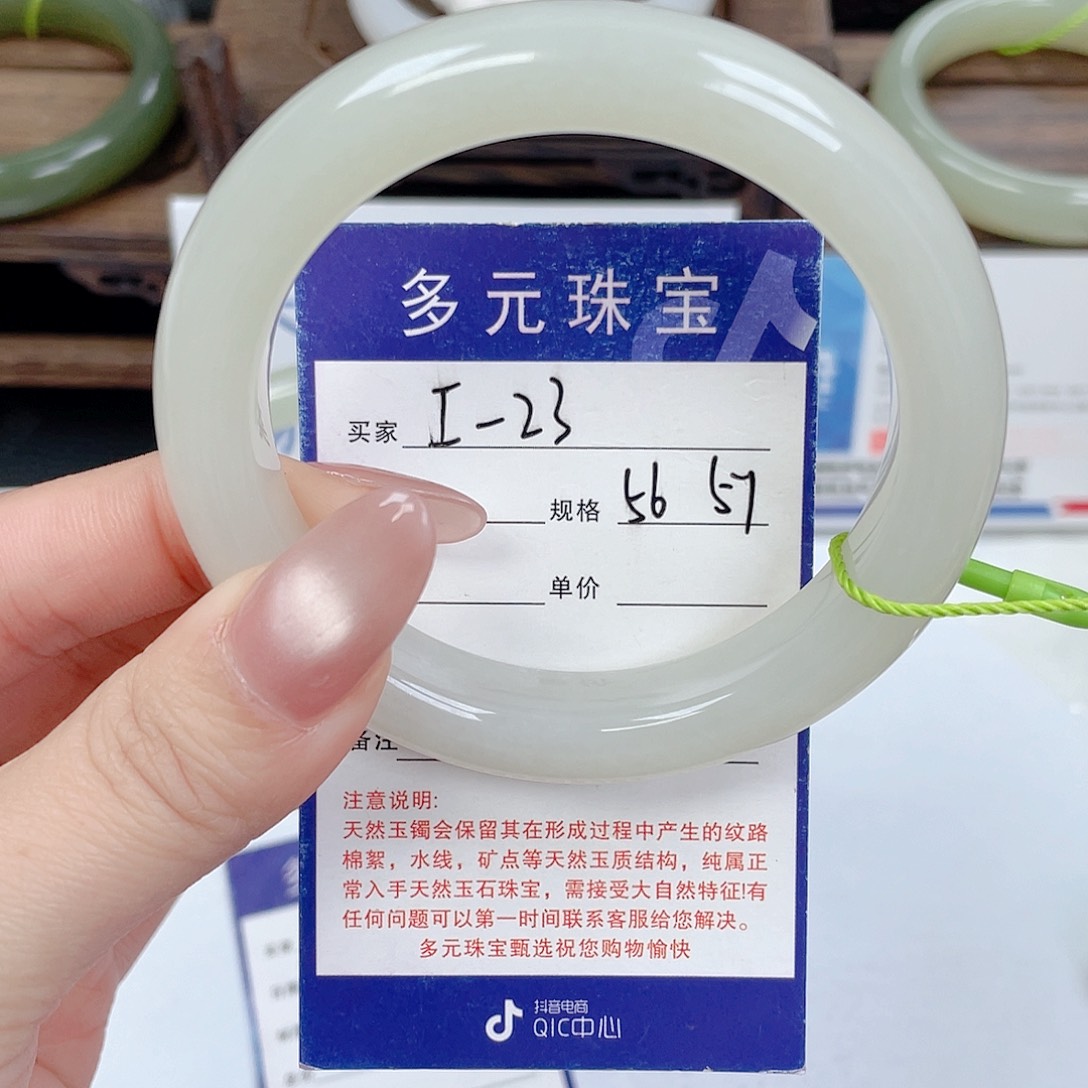 多元珠宝
买家 I-23
规格 56 57
单价
备注
注意说明:
天然玉镯会保留其在形成过程中产生的纹路
棉絮，水线，矿点等天然玉质结构，纯属正
常入手天然玉石珠宝，需接受大自然特征!有
任何问题可以第一时间联系客服给您解决。
多元珠宝甄选祝您购物愉快
抖音电商
QIC中心